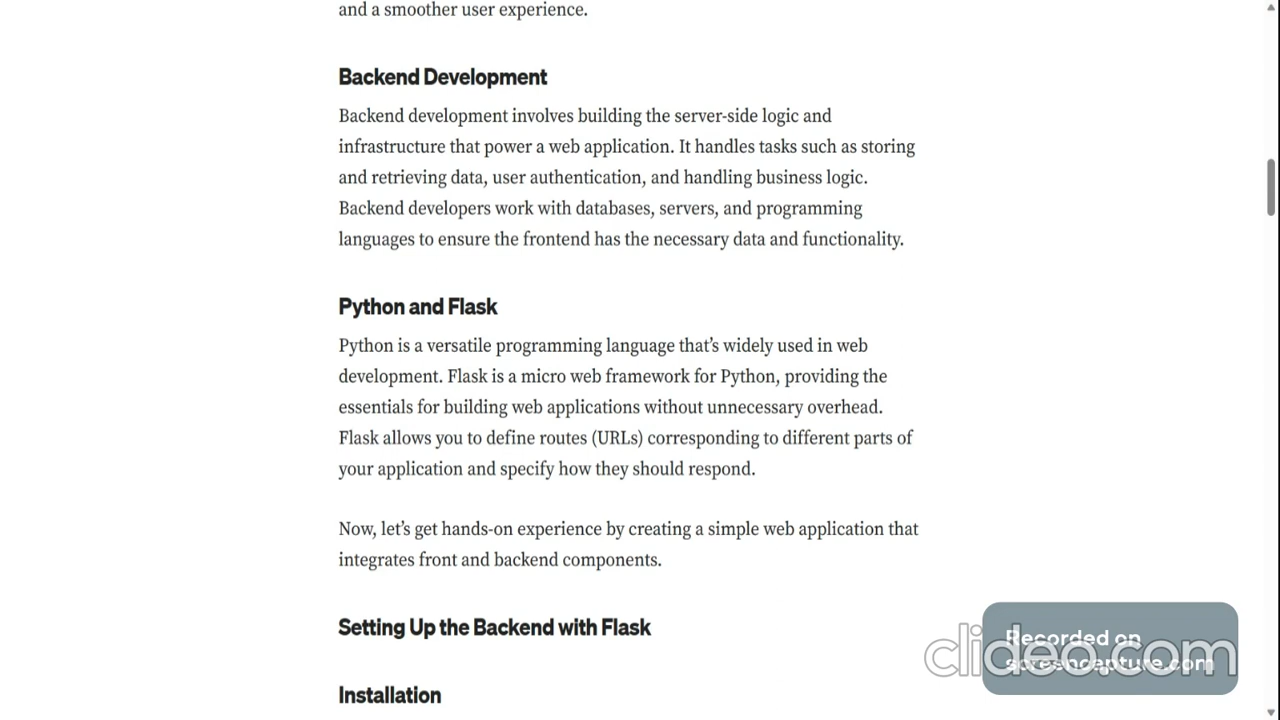 and a smoother user experience.
Backend Development
Backend development involves building the server-side logic and
infrastructure that power a web application. It handles tasks such as storing
and retrieving data, user authentication, and handling business logic.
Backend developers work with databases, servers, and programming
languages to ensure the frontend has the necessary data and functionality.
Python and Flask
Python is a versatile programming language that’s widely used in web
development. Flask is a micro web framework for Python, providing the
essentials for building web applications without unnecessary overhead.
Flask allows you to define routes (URLs) corresponding to different parts of
your application and specify how they should respond.
Now, let’s get hands-on experience by creating a simple web application that
integrates front and backend components.
Setting Up the Backend with Flask
Installation
Recorded on
screencapture.com
clideo.com